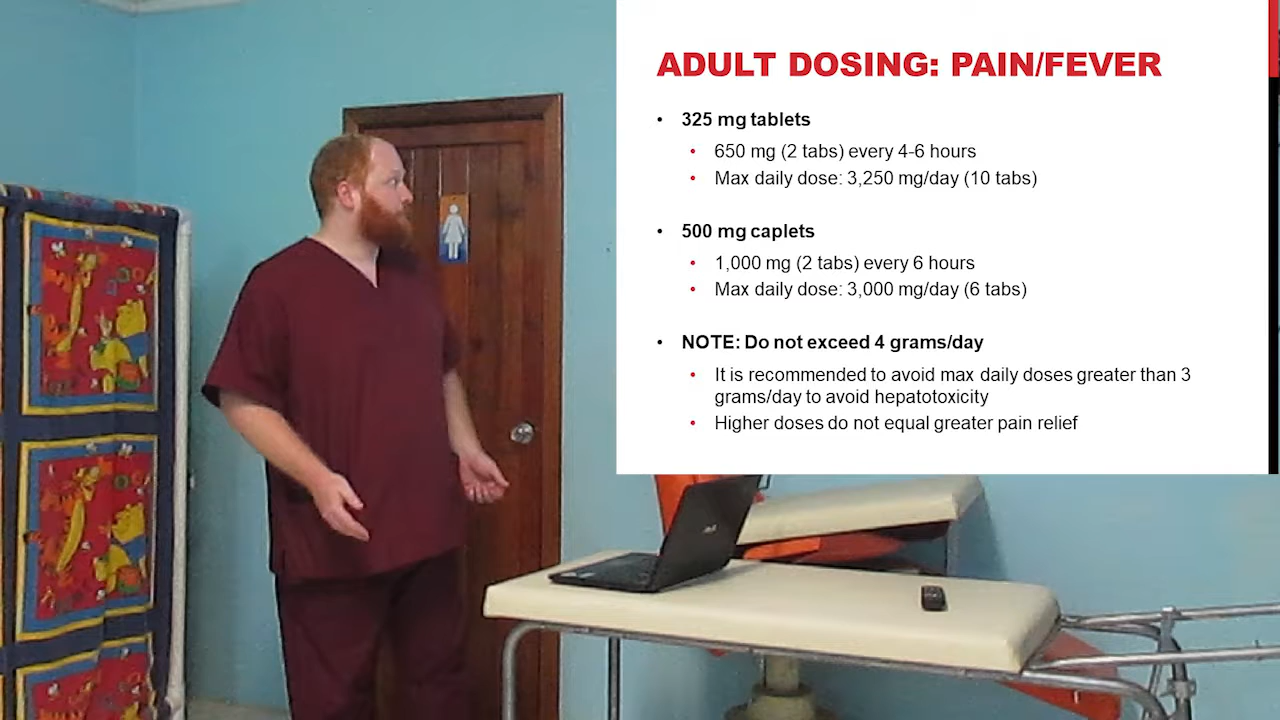 ADULT DOSING: PAIN/FEVER
• 325 mg tablets
• 650 mg (2 tabs) every 4-6 hours
• Max daily dose: 3,250 mg/day (10 tabs)
• 500 mg caplets
• 1,000 mg (2 tabs) every 6 hours
• Max daily dose: 3,000 mg/day (6 tabs)
• NOTE: Do not exceed 4 grams/day
• It is recommended to avoid max daily doses greater than 3
grams/day to avoid hepatotoxicity
• Higher doses do not equal greater pain relief